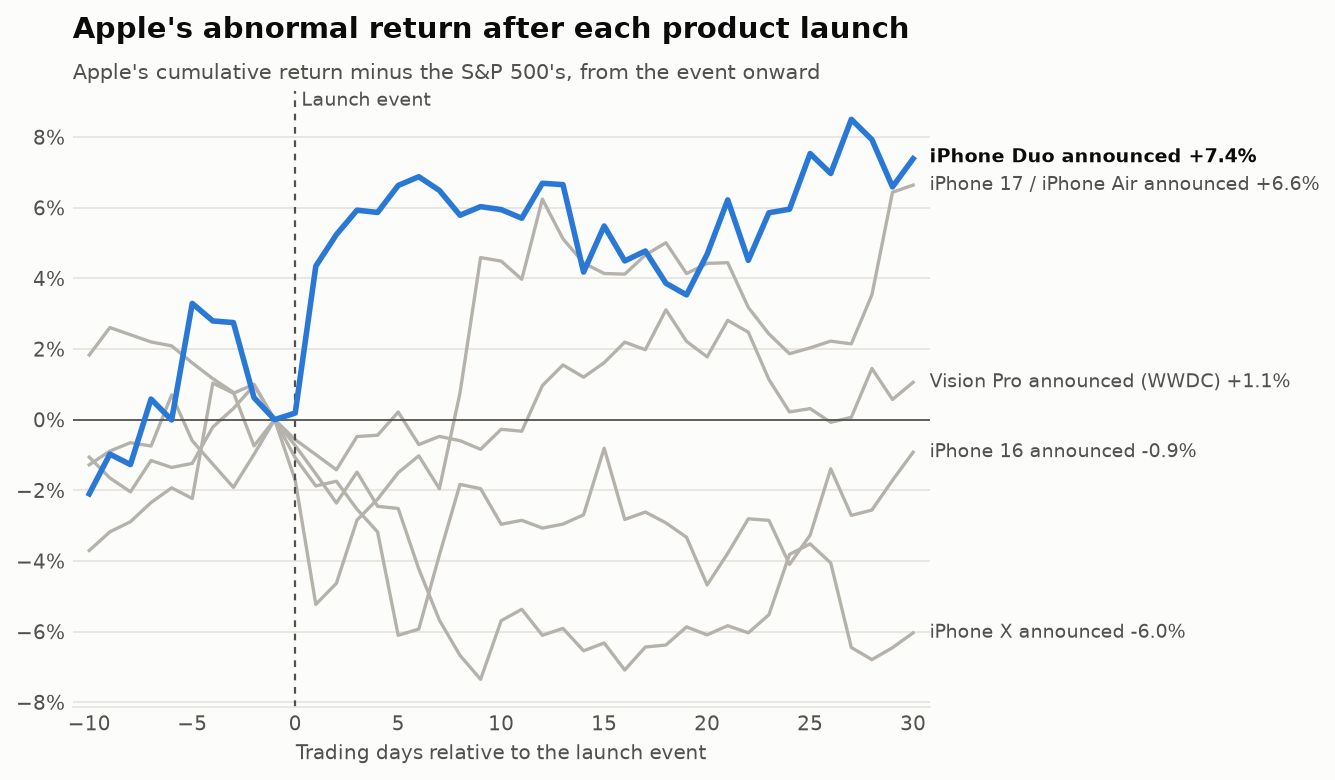 Apple's abnormal return after each product launch
Apple's cumulative return minus the S&P 500's, from the event onward
Launch event
8%
6%
4%
2%
0%
−2%
−4%
−6%
−8%
iPhone Duo announced +7.4%
iPhone 17 / iPhone Air announced +6.6%
Vision Pro announced (WWDC) +1.1%
iPhone 16 announced -0.9%
iPhone X announced -6.0%
−10 −5 0 5 10 15 20 25 30
Trading days relative to the launch event